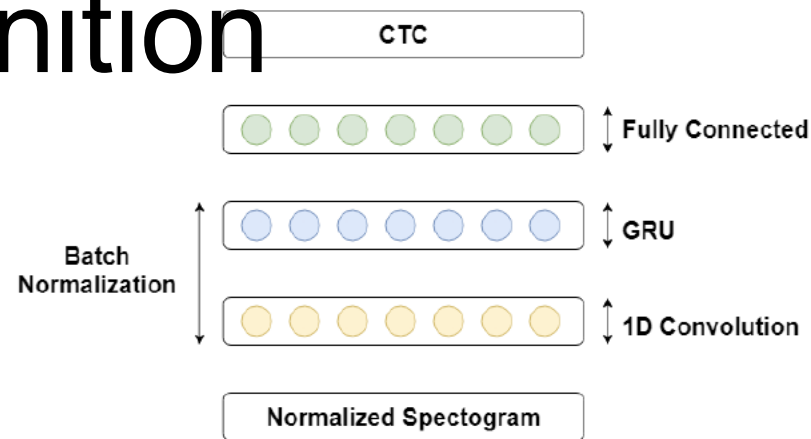 nition
CTC
Fully Connected
GRU
Batch
Normalization
1D Convolution
Normalized Spectogram